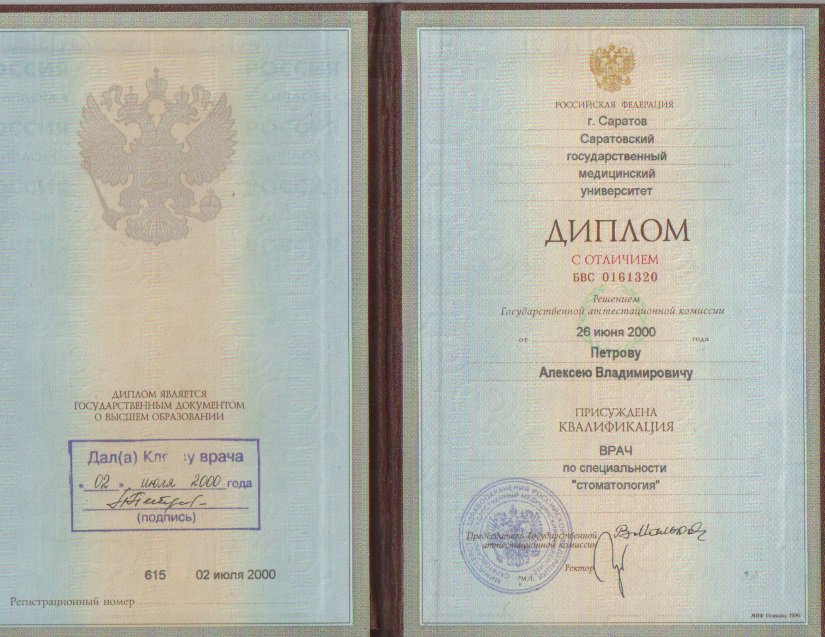 РОССИЯ РОССИЯ
ДИПЛОМ ЯВЛЯЕТСЯ
ГОСУДАРСТВЕННЫМ ДОКУМЕНТОМ
О ВЫСШЕМ ОБРАЗОВАНИИ
Дал(а) Кл у врача
« 02 » июля 2000 года
(подпись)
615 02 июля 2000
Регистрационный номер
РОССИЙСКАЯ ФЕДЕРАЦИЯ
г. Саратов
Саратовский
государственный
медицинский
университет
ДИПЛОМ
С ОТЛИЧИЕМ
БВС 0161320
Решением
Государственной аттестационной комиссии
от 26 июня 2000 года
Петрову
Алексею Владимировичу
ПРИСУЖДЕНА
КВАЛИФИКАЦИЯ
ВРАЧ
по специальности
"стоматология"
Председатель Государственной
аттестационной комиссии
Ректор
М.П.